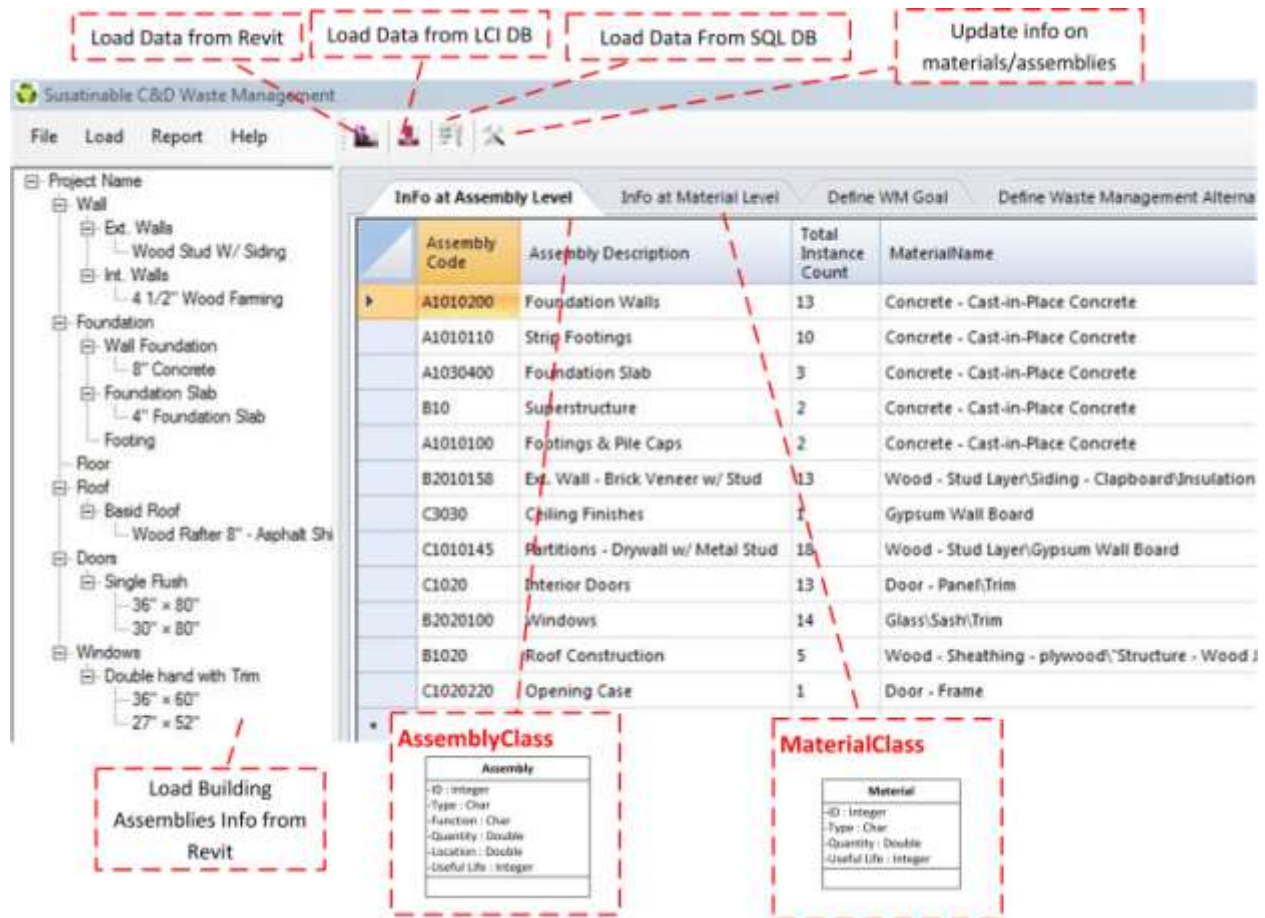 Load Data from Revit
Load Data from LCI DB
Load Data From SQL DB
Update info on
materials/assemblies
Susatinable C&D Waste Management
File Load Report Help
Project Name
Wall
Ext. Walls
Wood Stud W/ Siding
Int. Walls
4 1/2" Wood Farming
Foundation
Wall Foundation
8" Concrete
Foundation Slab
4" Foundation Slab
Footing
Floor
Roof
Basid Roof
Wood Rafter 8" - Asphalt Shi
Doors
Single Flush
36" × 80"
30" × 80"
Windows
Double hand with Trim
36" × 60"
27" × 52"
InFo at Assembly Level Info at Material Level Define WM Goal Define Waste Management Alterna
Assembly Code Assembly Description Total Instance Count MaterialName
A1010200 Foundation Walls 13 Concrete - Cast-in-Place Concrete
A1010110 Strip Footings 10 Concrete - Cast-in-Place Concrete
A1030400 Foundation Slab 3 Concrete - Cast-in-Place Concrete
B10 Superstructure 2 Concrete - Cast-in-Place Concrete
A1010100 Footings & Pile Caps 2 Concrete - Cast-in-Place Concrete
B2010158 Ext. Wall - Brick Veneer w/ Stud 13 Wood - Stud Layer\Siding - Clapboard\Insulation
C3030 Ceiling Finishes 1 Gypsum Wall Board
C1010145 Partitions - Drywall w/ Metal Stud 18 Wood - Stud Layer\Gypsum Wall Board
C1020 Interior Doors 13 Door - Panel\Trim
B2020100 Windows 14 Glass\Sash\Trim
B1020 Roof Construction 5 Wood - Sheathing - plywood\"Structure - Wood J
C1020220 Opening Case 1 Door - Frame
Load Building
Assemblies Info from
Revit
AssemblyClass
Assembly
-ID : Integer
-Type : Char
-Function : Char
-Quantity : Double
-Location : Double
-Useful Life : Integer
MaterialClass
Material
-ID : Integer
-Type : Char
-Quantity : Double
-Useful Life : Integer